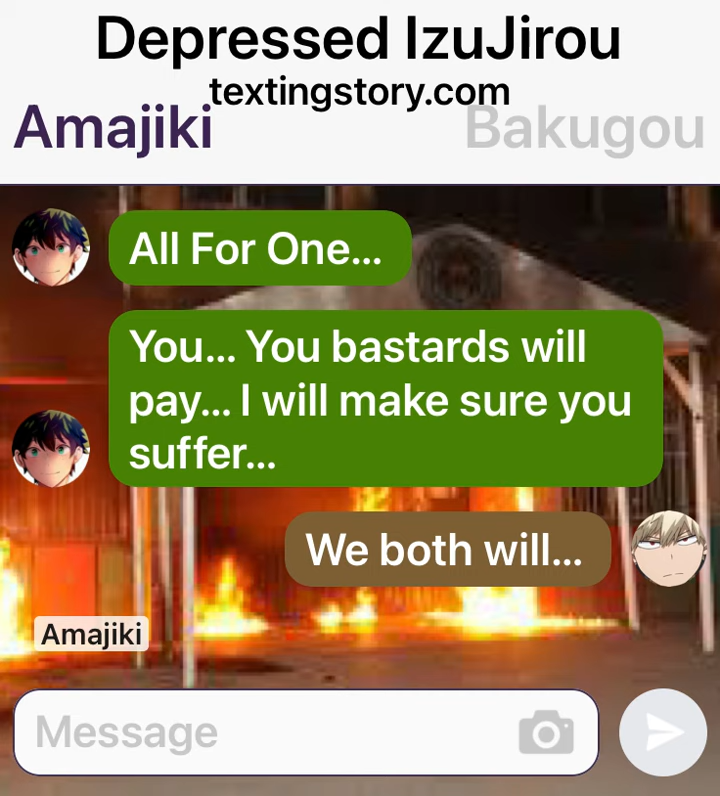 Depressed IzuJirou
textingstory.com
Amajiki
Bakugou
All For One...
You... You bastards will
pay... I will make sure you
suffer...
We both will...
Amajiki
Message